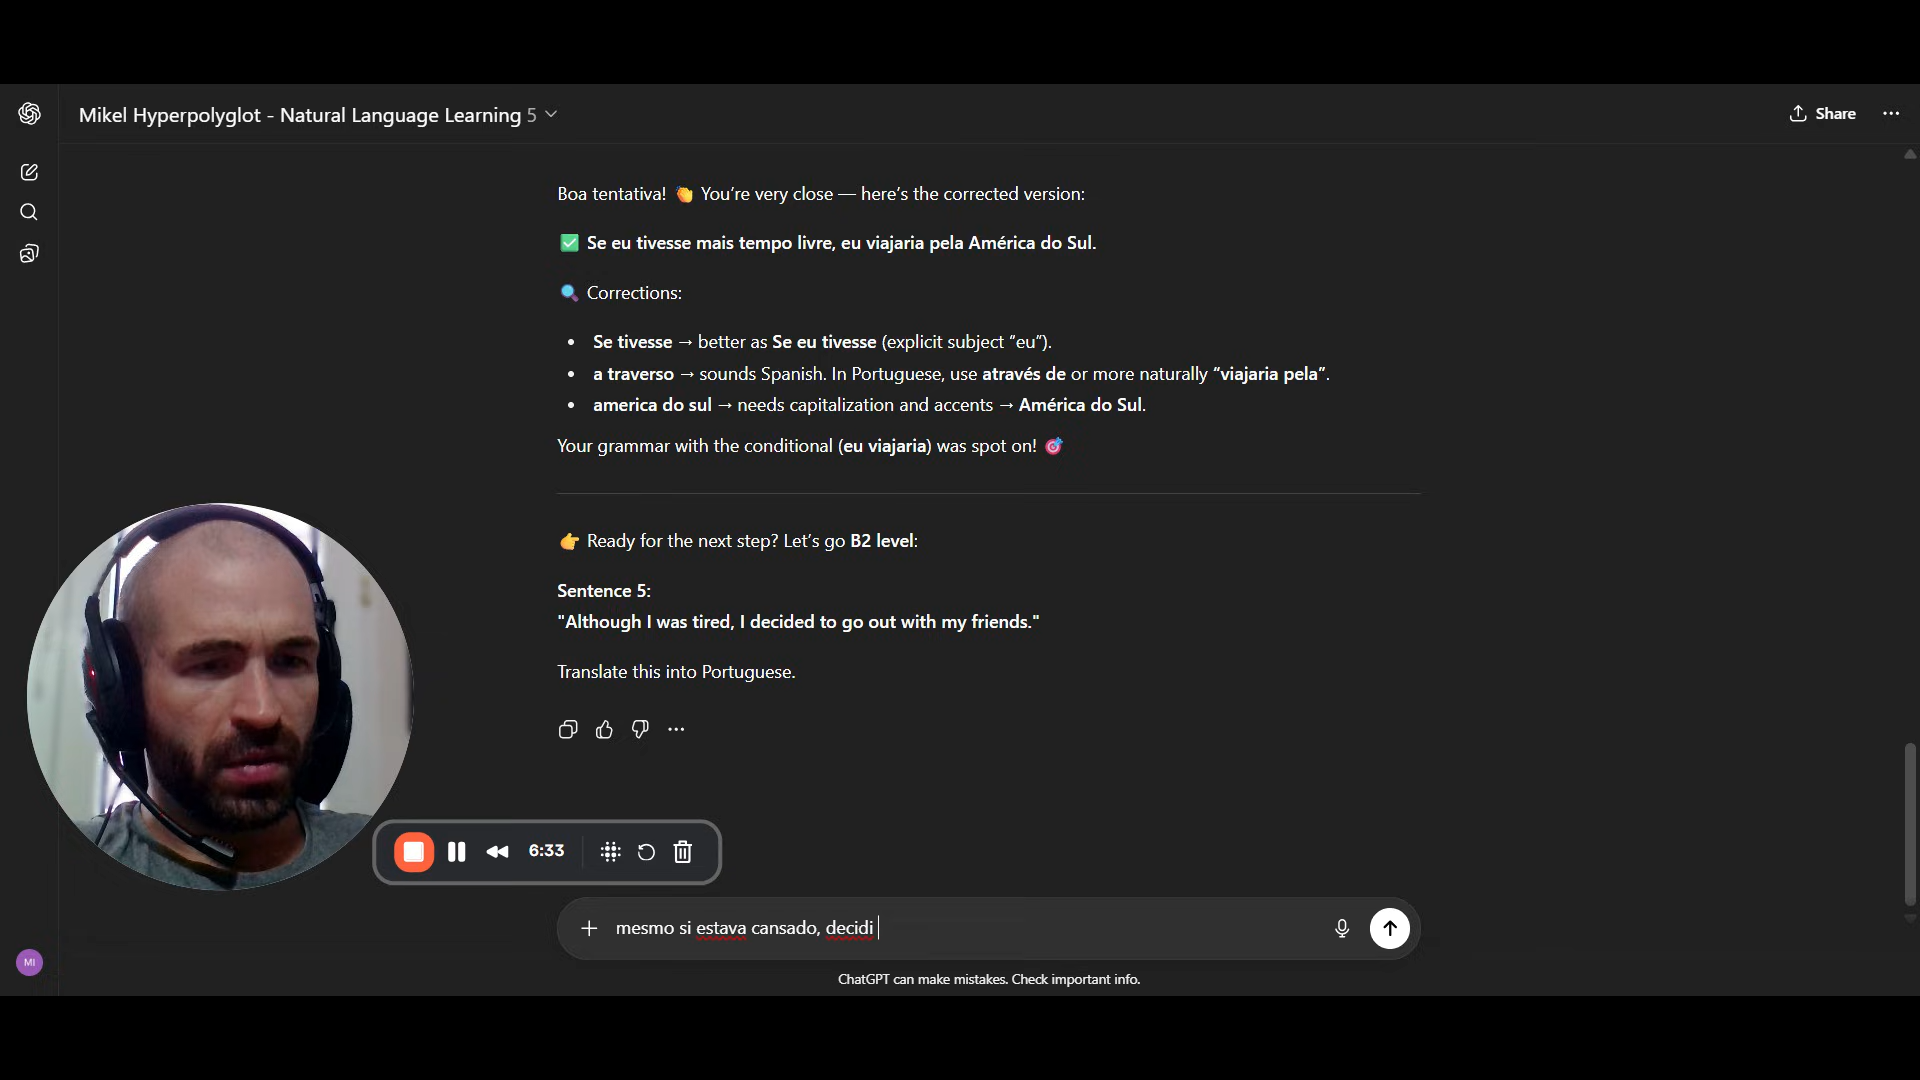 Mikel Hyperpolyglot - Natural Language Learning 5
Share
Boa tentativa! 👏 You're very close — here's the corrected version:
✅ Se eu tivesse mais tempo livre, eu viajaria pela América do Sul.
🔍 Corrections:
• Se tivesse → better as Se eu tivesse (explicit subject "eu").
• a traverso → sounds Spanish. In Portuguese, use através de or more naturally "viajaria pela".
• america do sul → needs capitalization and accents → América do Sul.
Your grammar with the conditional (eu viajaria) was spot on! 🎯
👉 Ready for the next step? Let's go B2 level:
Sentence 5:
"Although I was tired, I decided to go out with my friends."
Translate this into Portuguese.
6:33
mesmo si estava cansado, decidi
MI
ChatGPT can make mistakes. Check important info.